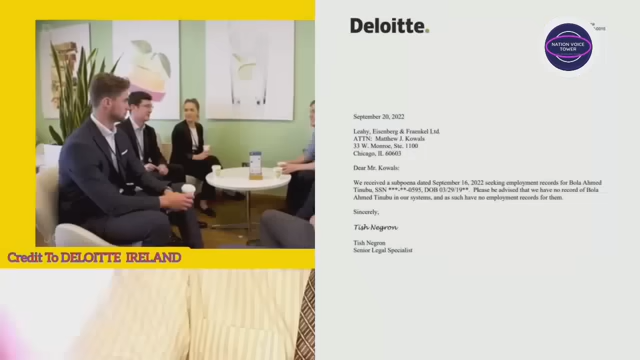 Deloitte.
NATION VOICE
TOWER
September 20, 2022
Leahy, Eisenberg & Fraenkel Ltd.
ATTN: Matthew J. Kowals
33 W. Monroe, Ste. 1100
Chicago, IL 60603
Dear Mr. Kowals:
We received a subpoena dated September 16, 2022 seeking employment records for Bola Ahmed
Tinubu, SSN ***-**-0595, DOB 03/29/19**. Please be advised that we have no record of Bola
Ahmed Tinubu in our systems, and as such have no employment records for them.
Sincerely,
Tish Negron
Tish Negron
Senior Legal Specialist
Credit To DELOITTE IRELAND